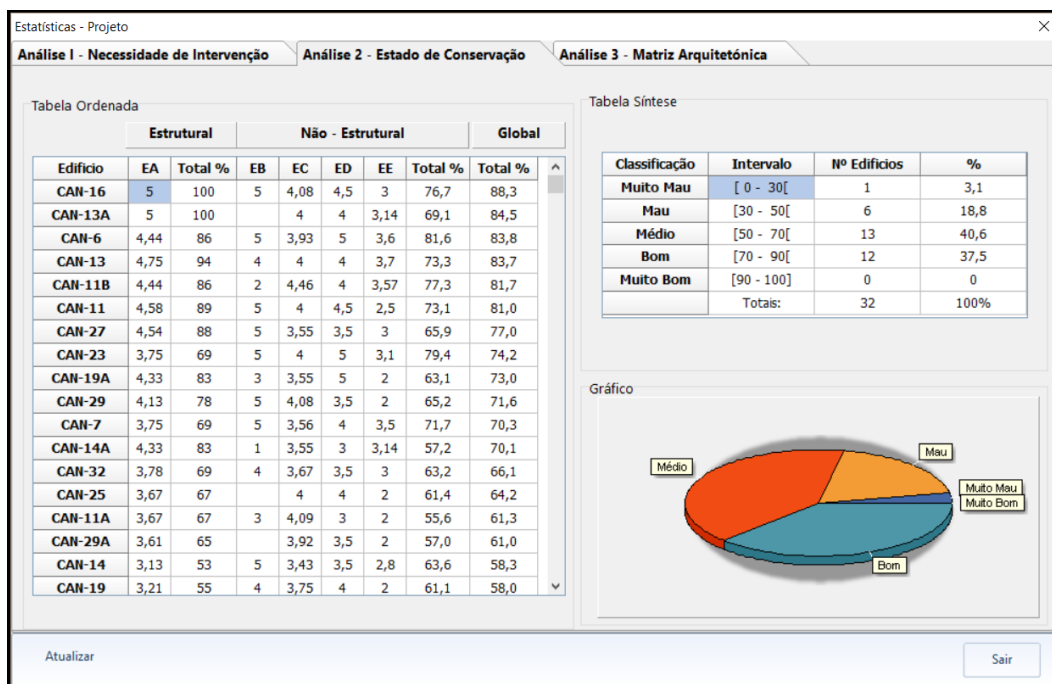 Estatísticas - Projeto
Análise I - Necessidade de Intervenção Análise 2 - Estado de Conservação Análise 3 - Matriz Arquitetónica
Tabela Ordenada
Estrutural Não - Estrutural Global
Edificio EA Total % EB EC ED EE Total % Total %
CAN-16 5 100 5 4,08 4,5 3 76,7 88,3
CAN-13A 5 100 4 4 3,14 69,1 84,5
CAN-6 4,44 86 5 3,93 5 3,6 81,6 83,8
CAN-13 4,75 94 4 4 4 3,7 73,3 83,7
CAN-11B 4,44 86 2 4,46 4 3,57 77,3 81,7
CAN-11 4,58 89 5 4 4,5 2,5 73,1 81,0
CAN-27 4,54 88 5 3,55 3,5 3 65,9 77,0
CAN-23 3,75 69 5 4 5 3,1 79,4 74,2
CAN-19A 4,33 83 3 3,55 5 2 63,1 73,0
CAN-29 4,13 78 5 4,08 3,5 2 65,2 71,6
CAN-7 3,75 69 5 3,56 4 3,5 71,7 70,3
CAN-14A 4,33 83 1 3,55 3 3,14 57,2 70,1
CAN-32 3,78 69 4 3,67 3,5 3 63,2 66,1
CAN-25 3,67 67 4 4 2 61,4 64,2
CAN-11A 3,67 67 3 4,09 3 2 55,6 61,3
CAN-29A 3,61 65 3,92 3,5 2 57,0 61,0
CAN-14 3,13 53 5 3,43 3,5 2,8 63,6 58,3
CAN-19 3,21 55 4 3,75 4 2 61,1 58,0
Tabela Síntese
Classificação Intervalo Nº Edificios %
Muito Mau [ 0 - 30[ 1 3,1
Mau [30 - 50[ 6 18,8
Médio [50 - 70[ 13 40,6
Bom [70 - 90[ 12 37,5
Muito Bom [90 - 100] 0 0
Totais: 32 100%
Gráfico
Mau
Médio
Muito Mau
Muito Bom
Bom
Atualizar
Sair